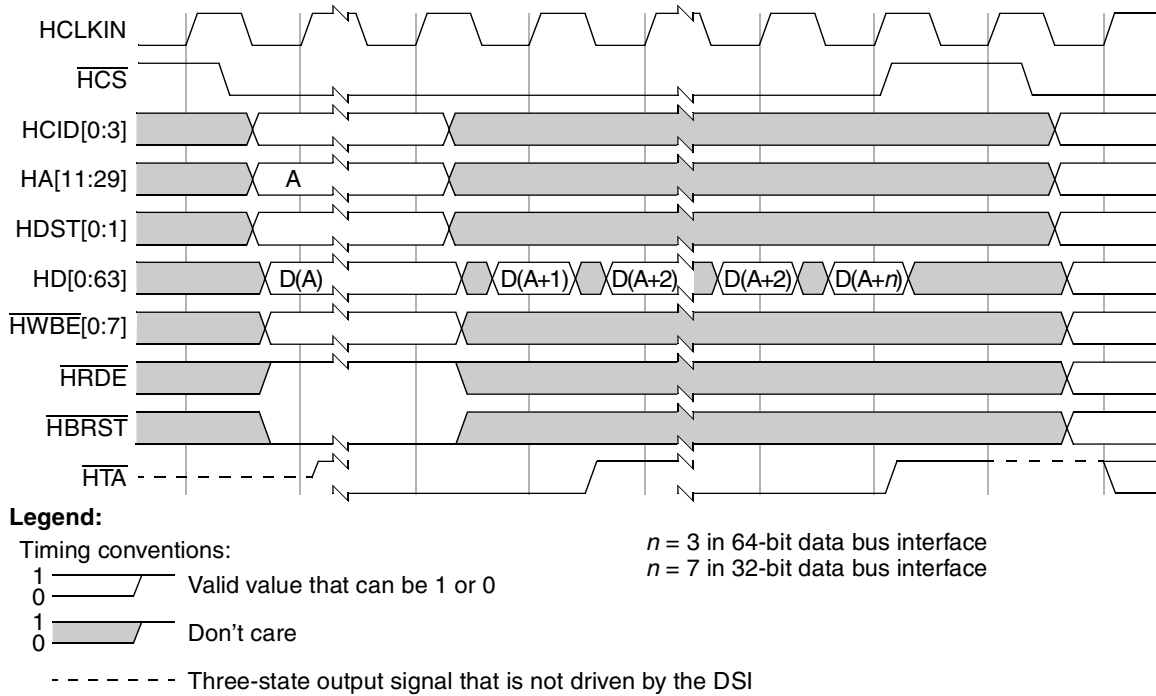 HCLKIN
HCS
HCID[0:3]
HA[11:29] A
HDST[0:1]
HD[0:63] D(A) D(A+1) D(A+2) D(A+2) D(A+n)
HWBE[0:7]
HRDE
HBRST
HTA
Legend:
Timing conventions:
1
0
Valid value that can be 1 or 0
1
0
Don't care
Three-state output signal that is not driven by the DSI
n = 3 in 64-bit data bus interface
n = 7 in 32-bit data bus interface